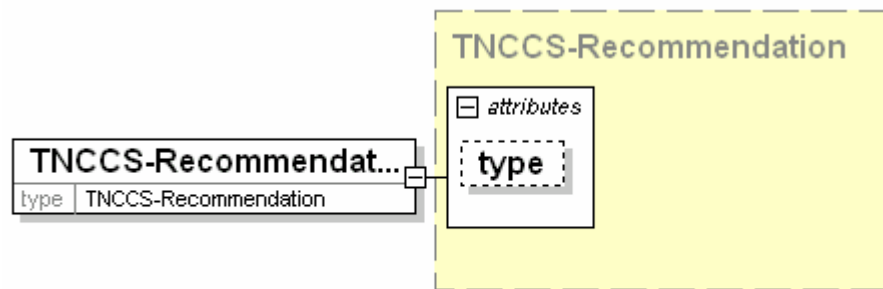 TNCCS-Recommendation
attributes
TNCCS-Recommendat...
type
type TNCCS-Recommendation